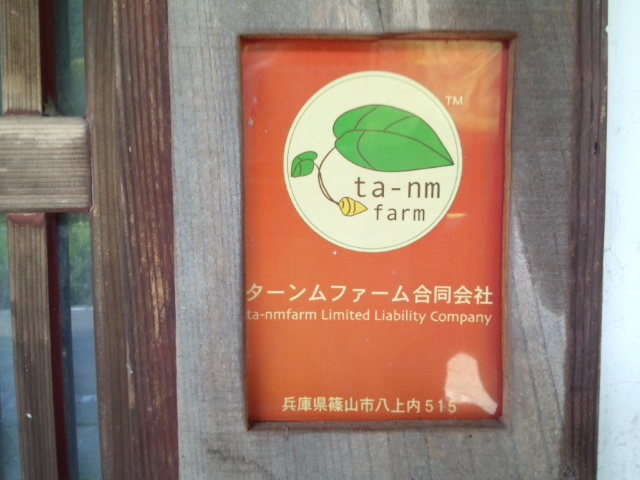 TM
ta-nm
farm
ターンムファーム合同会社
ta-nmfarm Limited Liability Company
兵庫県篠山市八上内515